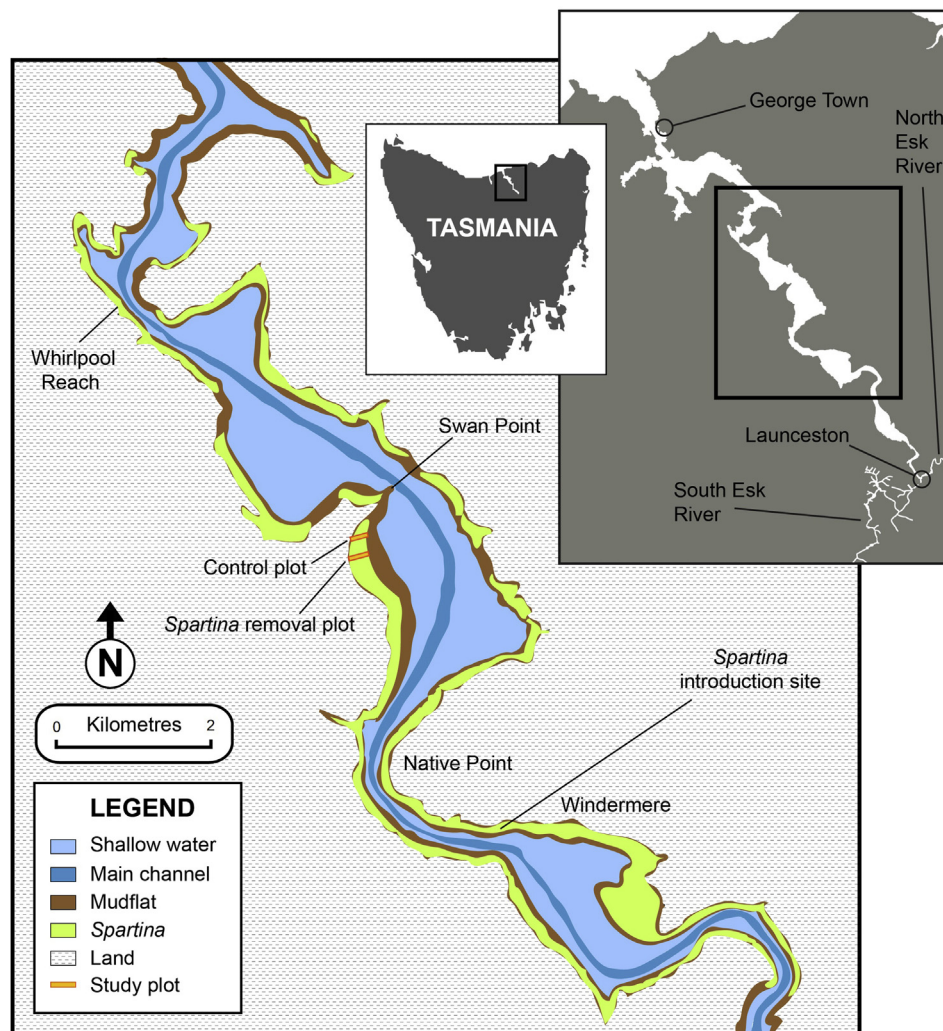 George Town
North
Esk
River
TASMANIA
Whirlpool
Reach
Swan Point
Launceston
South Esk
River
Control plot
Spartina removal plot
N
Spartina
introduction site
0 Kilometres 2
Native Point
Windermere
LEGEND
Shallow water
Main channel
Mudflat
Spartina
Land
Study plot